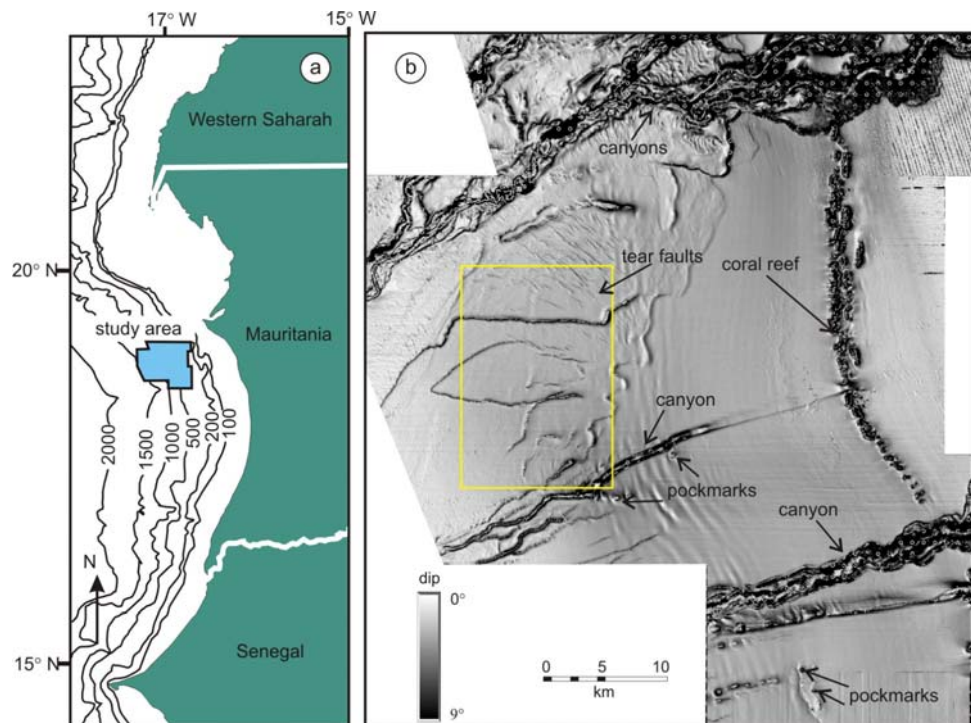 17° W
15° W
a
Western Saharah
20° N
study area
Mauritania
2000
1500
1000
500
200
100
N
Senegal
15° N
b
canyons
tear faults
coral reef
canyon
pockmarks
canyon
dip
0°
9°
0 5 10
km
pockmarks